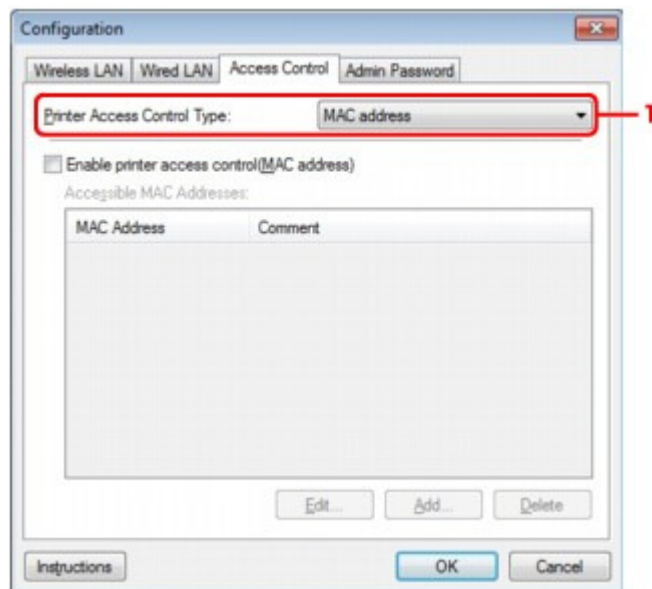 Configuration
Wireless LAN Wired LAN Access Control Admin Password
Printer Access Control Type: MAC address
1
Enable printer access control(MAC address)
Accessible MAC Addresses:
MAC Address Comment
Edit... Add... Delete
Instructions OK Cancel